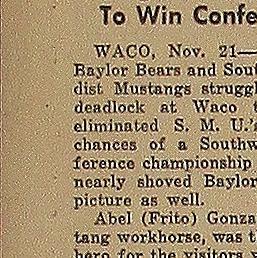 To Win Confe
WACO, Nov. 21—
Baylor Bears and Sout
dist Mustangs struggl
deadlock at Waco t
eliminated S. M. U.'s
chances of a Southw
ference championship
nearly shoved Baylor
picture as well.
Abel (Frito) Gonza
tang workhorse, was t
hero for the visitors w